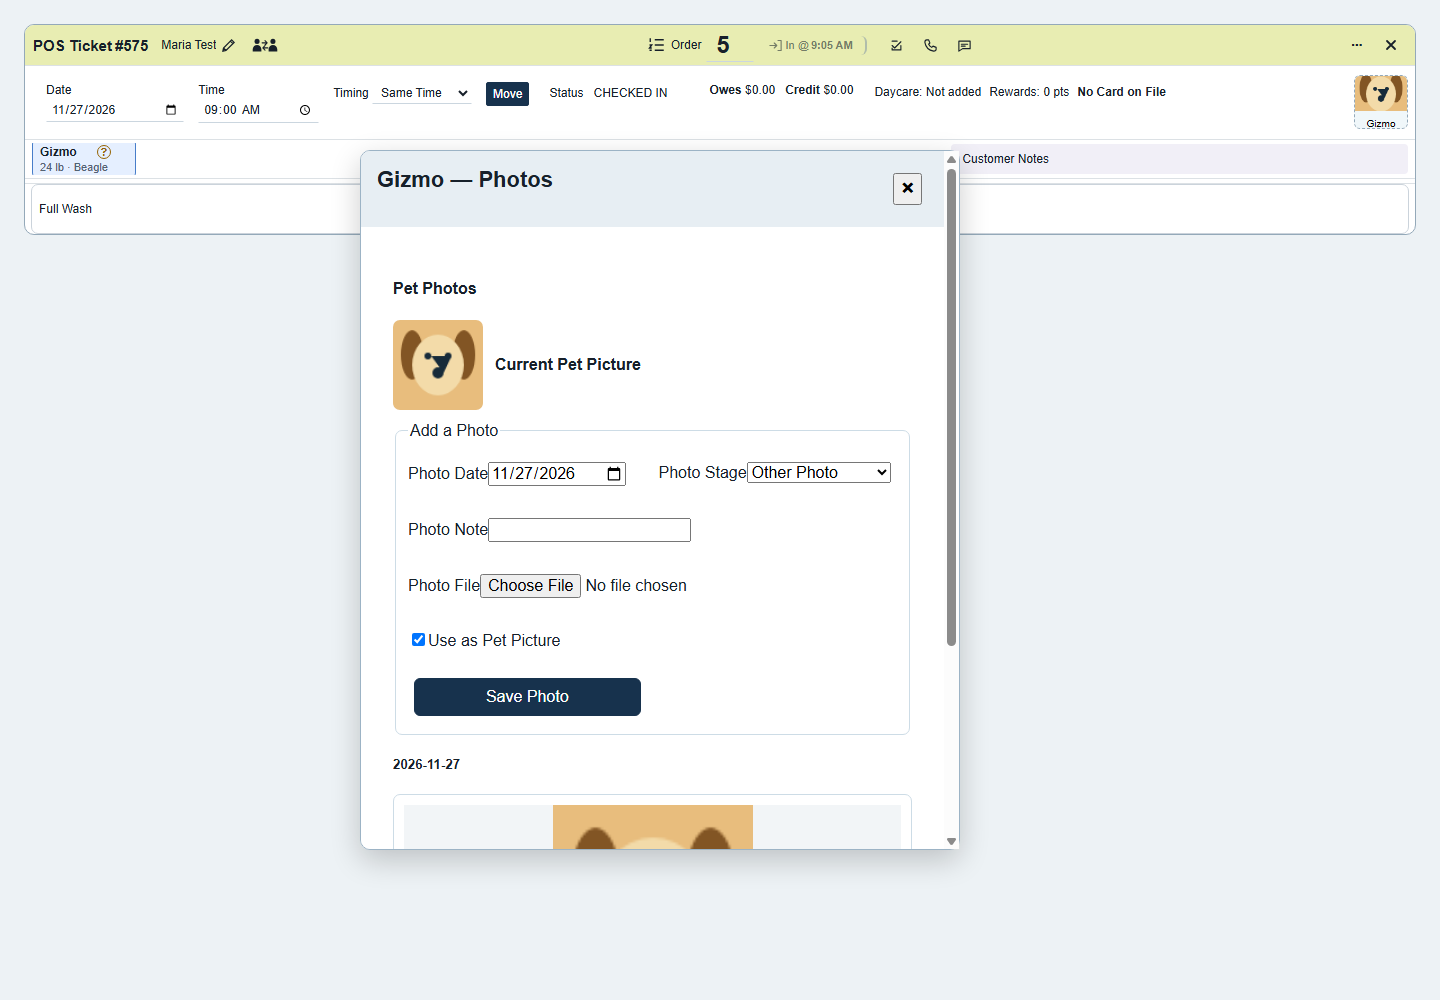 POS Ticket #575 Maria Test Order 5 In @ 9:05 AM
Date Time
11/27/2026 09:00 AM Timing Same Time Move Status CHECKED IN Owes $0.00 Credit $0.00 Daycare: Not added Rewards: 0 pts No Card on File
Gizmo
Gizmo ?
24 lb · Beagle
Customer Notes
Full Wash
Gizmo — Photos
Pet Photos
Current Pet Picture
Add a Photo
Photo Date 11/27/2026 Photo Stage Other Photo
Photo Note
Photo File Choose File No file chosen
Use as Pet Picture
Save Photo
2026-11-27